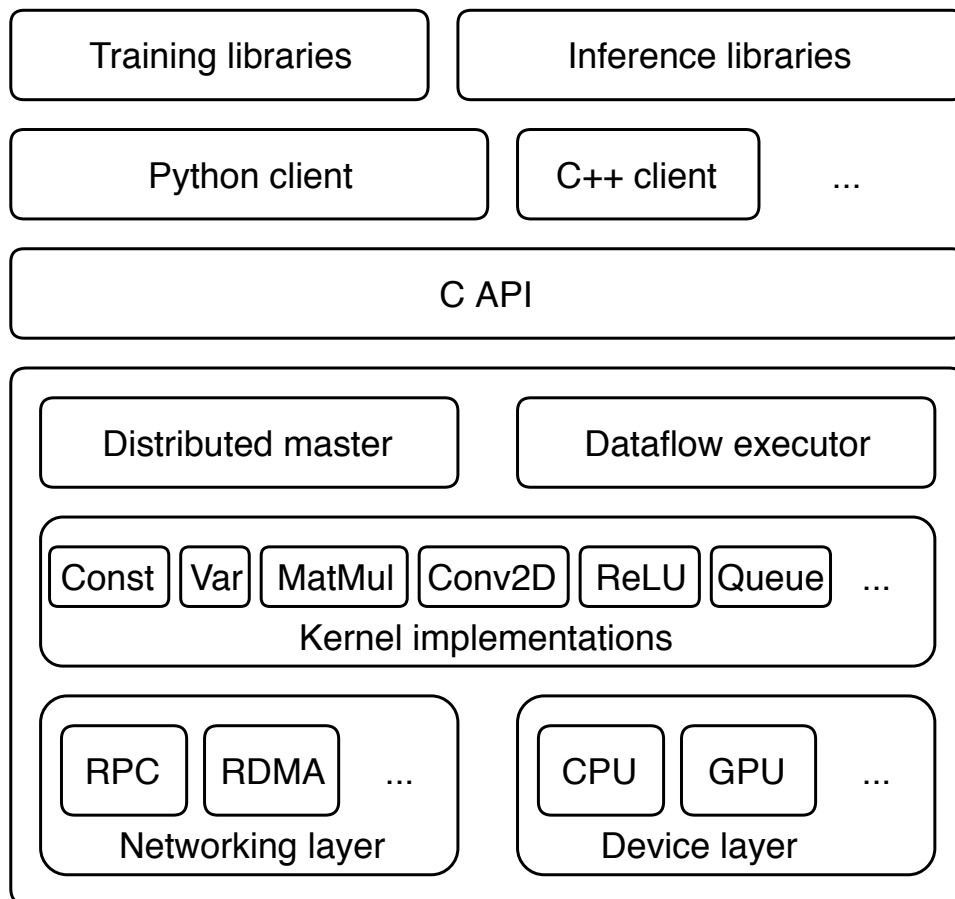 Training libraries Inference libraries
Python client C++ client ...
C API
Distributed master Dataflow executor
Const Var MatMul Conv2D ReLU Queue ...
Kernel implementations
RPC RDMA ... CPU GPU ...
Networking layer Device layer